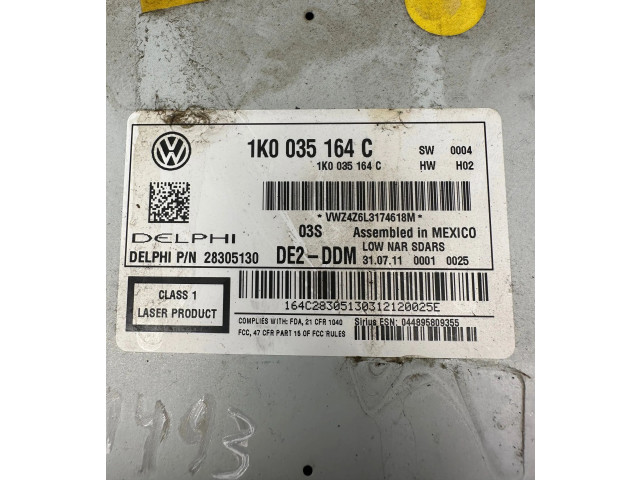 1K0 035 164 C SW 0004
1K0 035 164 C HW H02
* VWZ4Z6L3174618M *
DELPHI 03S Assembled in MEXICO
DELPHI P/N 28305130 DE2-DDM LOW NAR SDARS
31.07.11 0001 0025
CLASS 1
LASER PRODUCT
164C28305130312120025E
COMPLIES WITH: FDA, 21 CFR 1040 Sirius ESN: 044895809355
FCC, 47 CFR PART 15 OF FCC RULES